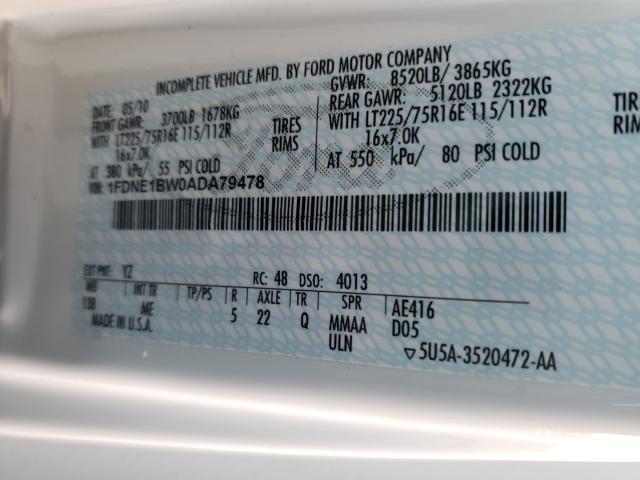 INCOMPLETE VEHICLE MFD. BY FORD MOTOR COMPANY
DATE: 05/10 GVWR: 8520LB/ 3865KG
FRONT GAWR: 3700LB 1678KG REAR GAWR: 5120LB 2322KG
WITH LT225/75R16E 115/112R TIRES WITH LT225/75R16E 115/112R TIRES
16x7.0K RIMS 16x7.0K RIMS
AT 380 kPa/ 55 PSI COLD AT 550 kPa/ 80 PSI COLD
VIN: 1FDNE1BW0ADA79478
EXT PNT: YZ RC: 48 DSO: 4013
WB INT TR TP/PS R AXLE TR SPR AE416
138 ME 5 22 Q MMAA D05
MADE IN U.S.A. ULN ▽5U5A-3520472-AA